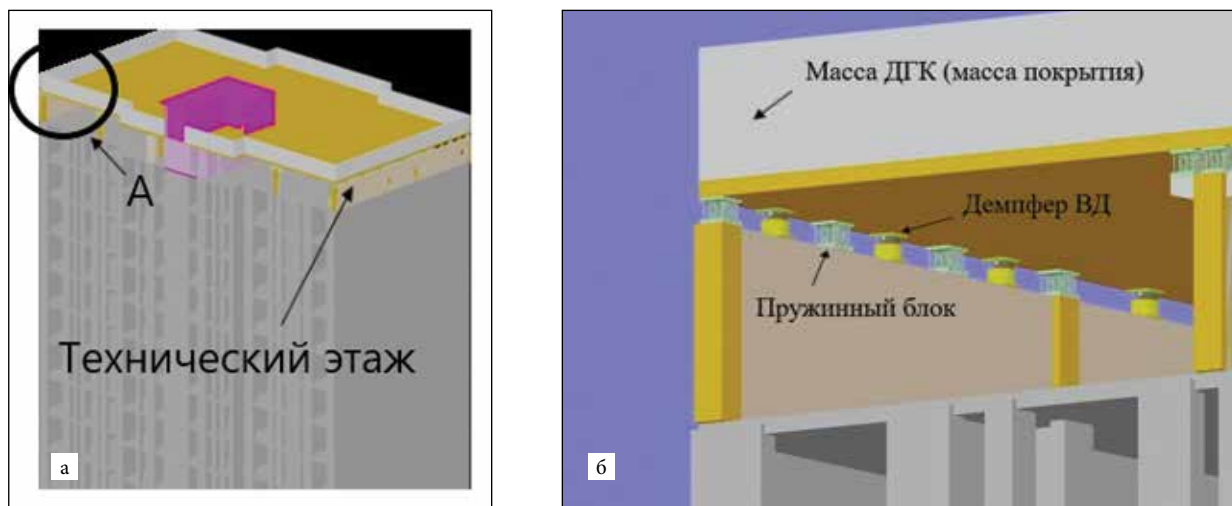 А
Технический этаж
а
Масса ДГК (масса покрытия)
Демпфер ВД
Пружинный блок
б